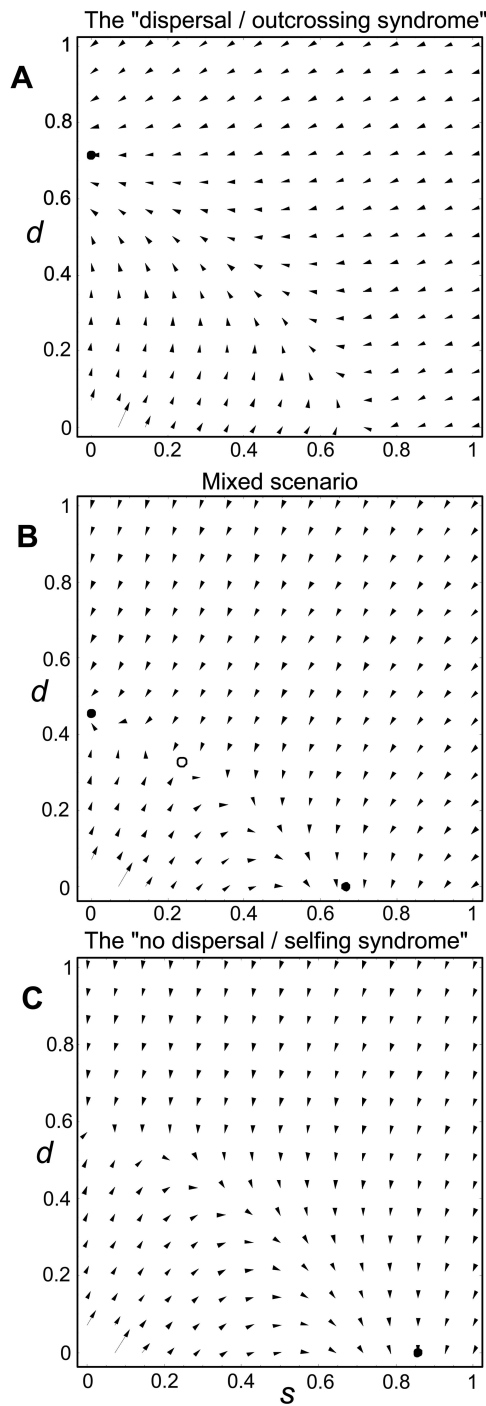 The "dispersal / outcrossing syndrome"
A
1
0.8
0.6
d
0.4
0.2
0
0 0.2 0.4 0.6 0.8 1
Mixed scenario
B
1
0.8
0.6
d
0.4
0.2
0
0 0.2 0.4 0.6 0.8 1
The "no dispersal / selfing syndrome"
C
1
0.8
0.6
d
0.4
0.2
0
0 0.2 0.4 0.6 0.8 1
s